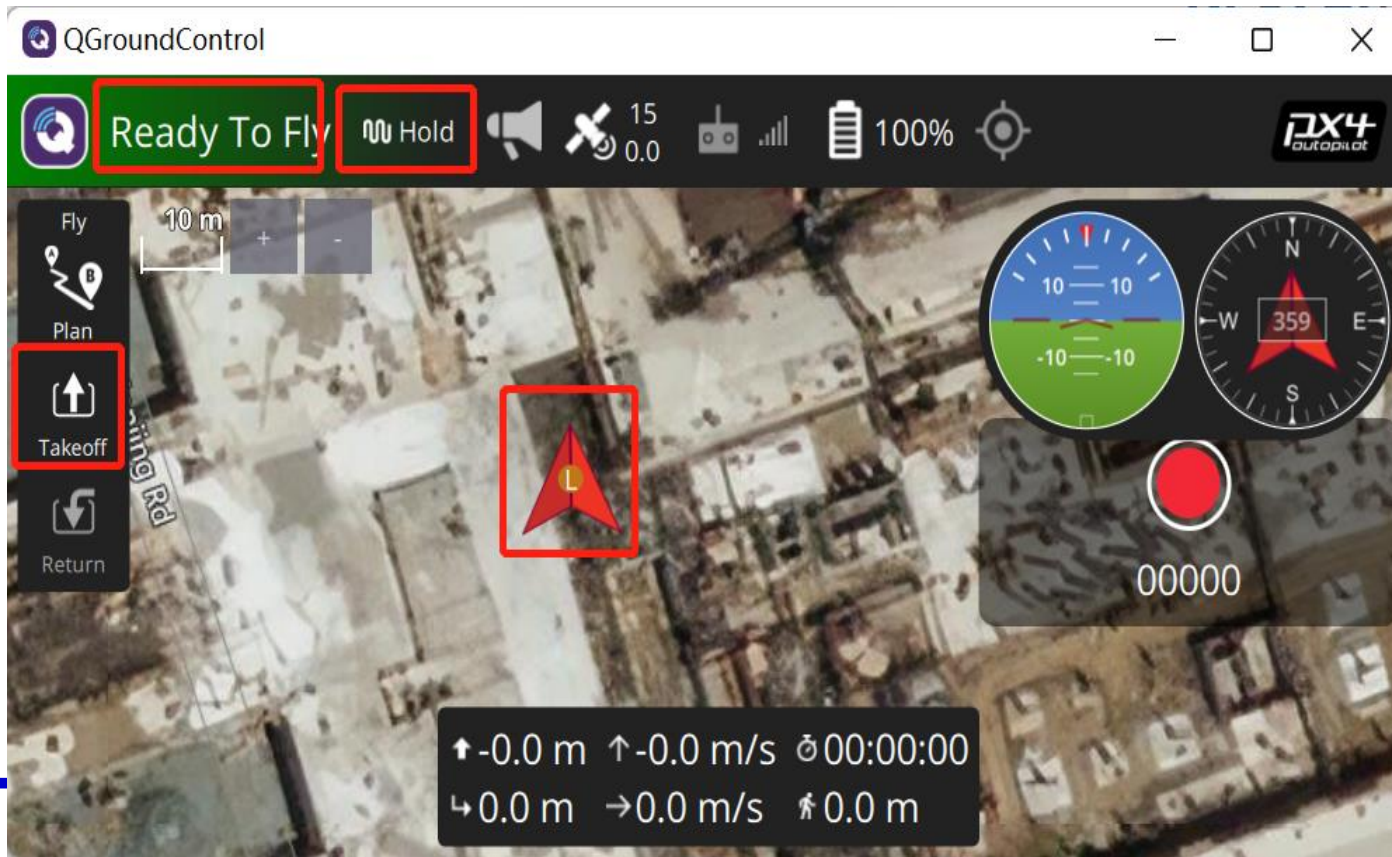 QGroundControl
Ready To Fly Hold 15 0.0 100%
px4 autopilot
Fly
10 m + -
Plan
Takeoff
Return
Rd
10 10
-10 -10
N
W 359 E
S
L
00000
-0.0 m -0.0 m/s 00:00:00
0.0 m 0.0 m/s 0.0 m